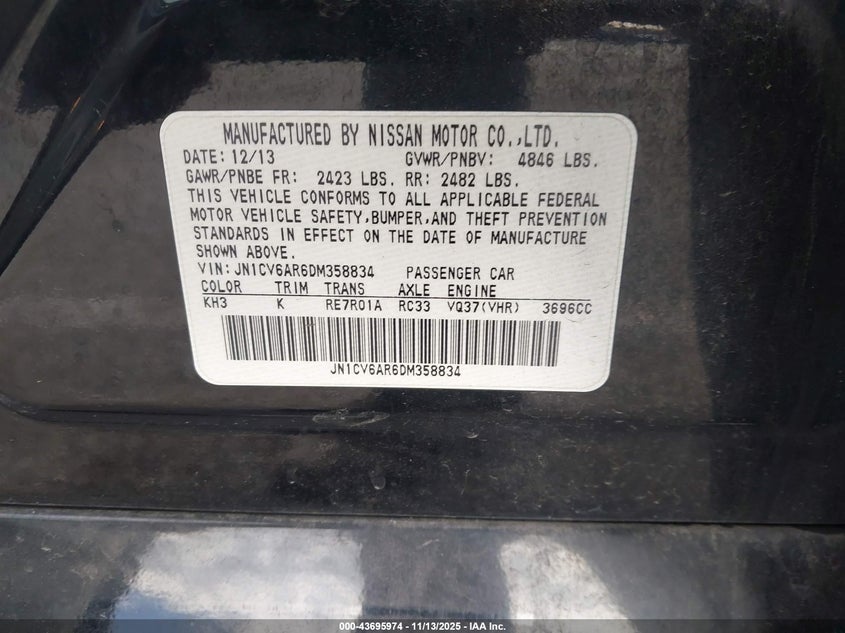 MANUFACTURED BY NISSAN MOTOR CO.,LTD.
DATE: 12/13 GVWR/PNBV: 4846 LBS.
GAWR/PNBE FR: 2423 LBS. RR: 2482 LBS.
THIS VEHICLE CONFORMS TO ALL APPLICABLE FEDERAL
MOTOR VEHICLE SAFETY,BUMPER,AND THEFT PREVENTION
STANDARDS IN EFFECT ON THE DATE OF MANUFACTURE
SHOWN ABOVE.
VIN:JN1CV6AR6DM358834 PASSENGER CAR
COLOR TRIM TRANS AXLE ENGINE
KH3 K RE7R01A RC33 VQ37(VHR) 3696CC
JN1CV6AR6DM358834
000-43695974 - 11/13/2025 - IAA Inc.